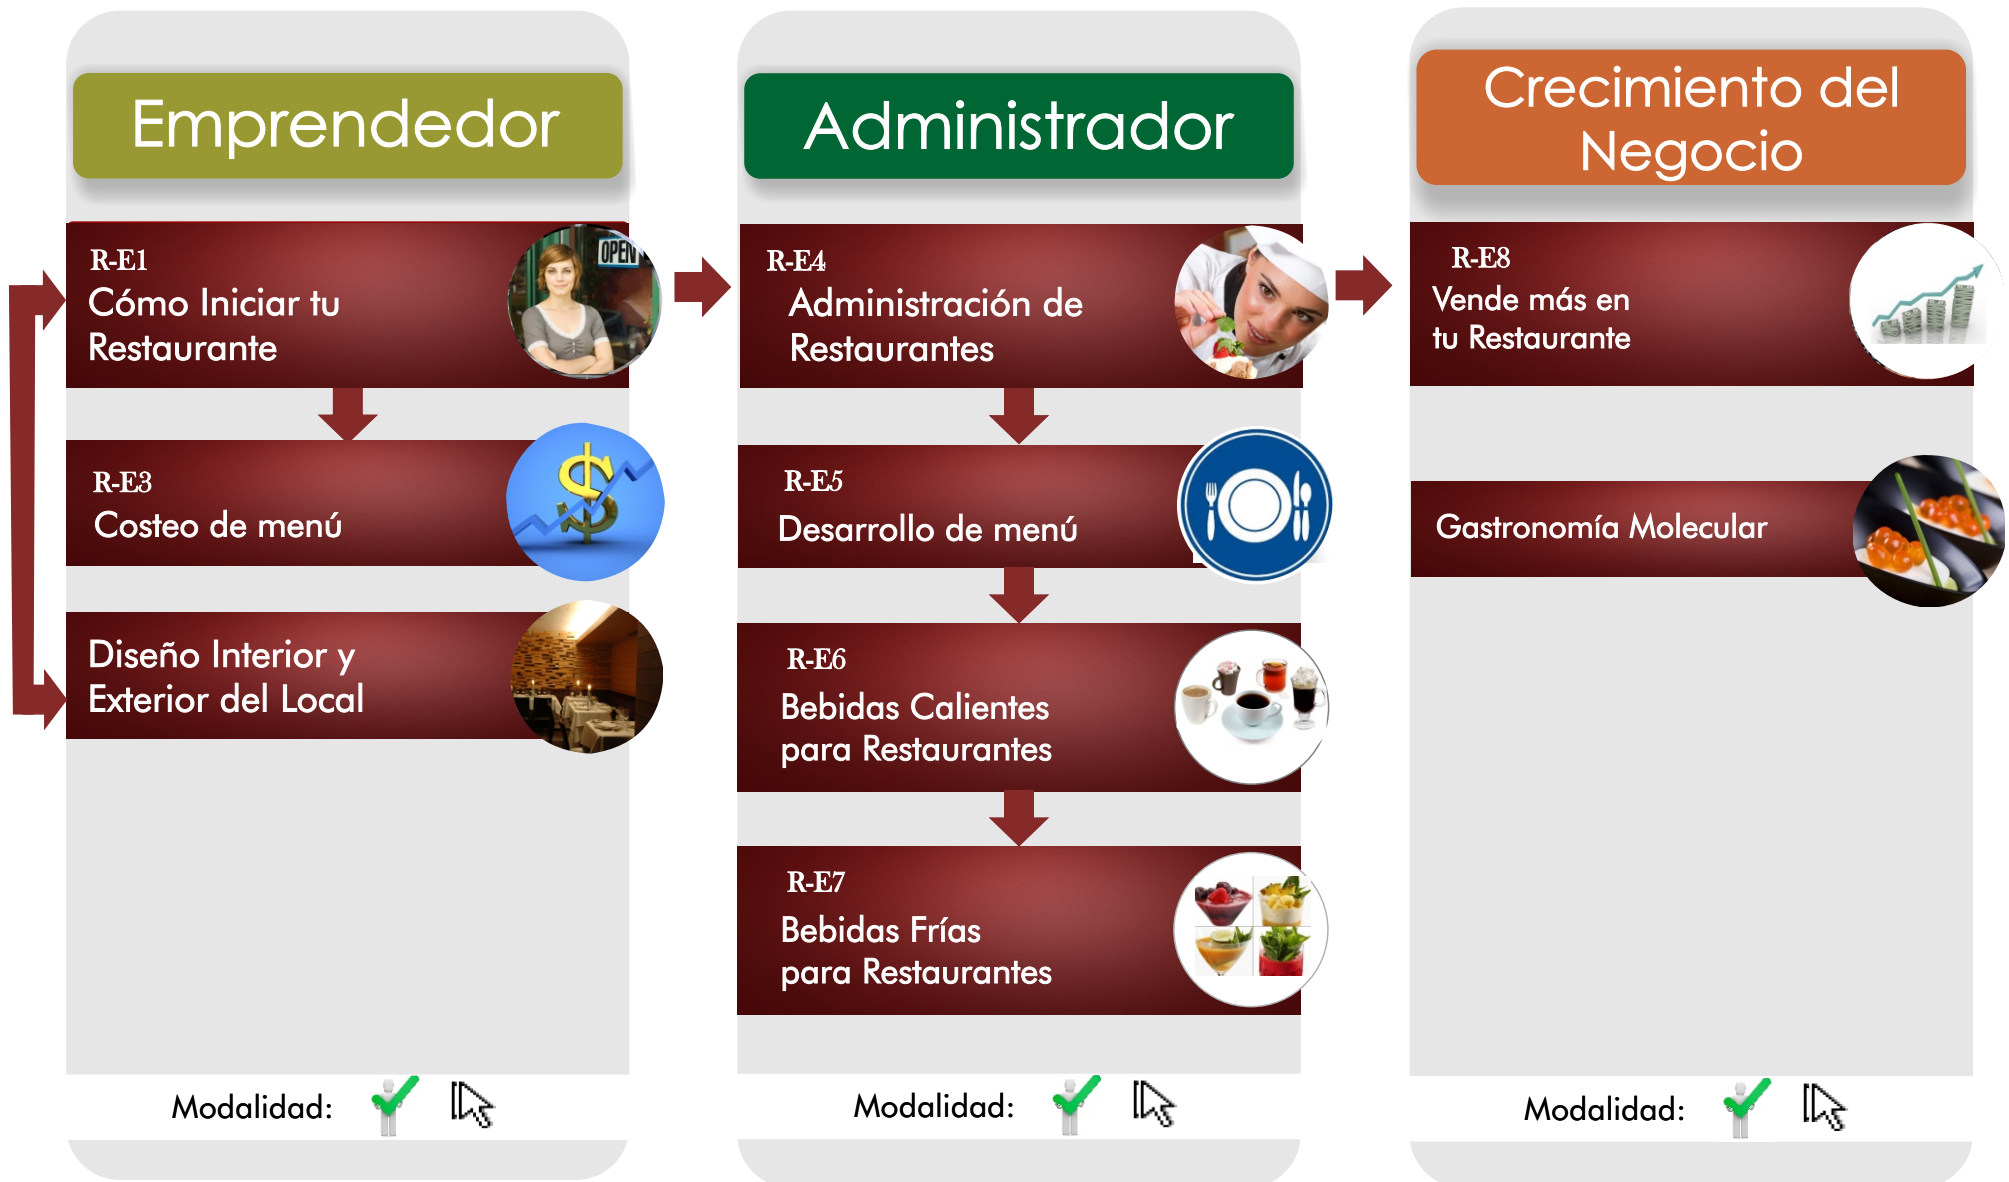 Emprendedor
R-E1
Cómo Iniciar tu
Restaurante
OPEN
R-E3
Costeo de menú
Diseño Interior y
Exterior del Local
Modalidad:
Administrador
R-E4
Administración de
Restaurantes
R-E5
Desarrollo de menú
R-E6
Bebidas Calientes
para Restaurantes
R-E7
Bebidas Frías
para Restaurantes
Modalidad:
Crecimiento del
Negocio
R-E8
Vende más en
tu Restaurante
Gastronomía Molecular
Modalidad: